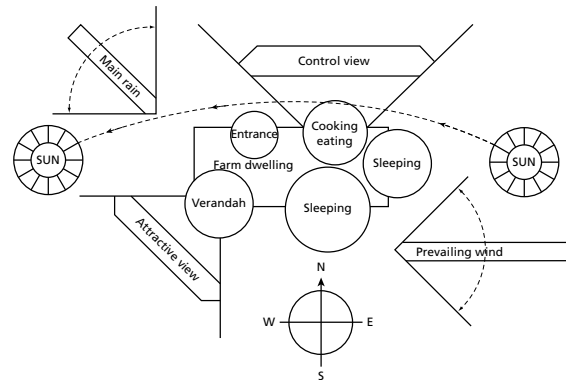 Main rain
Control view
SUN
Entrance
Cooking
eating
SUN
Farm dwelling
Sleeping
Verandah
Sleeping
Attractive view
Prevailing wind
N
W
E
S